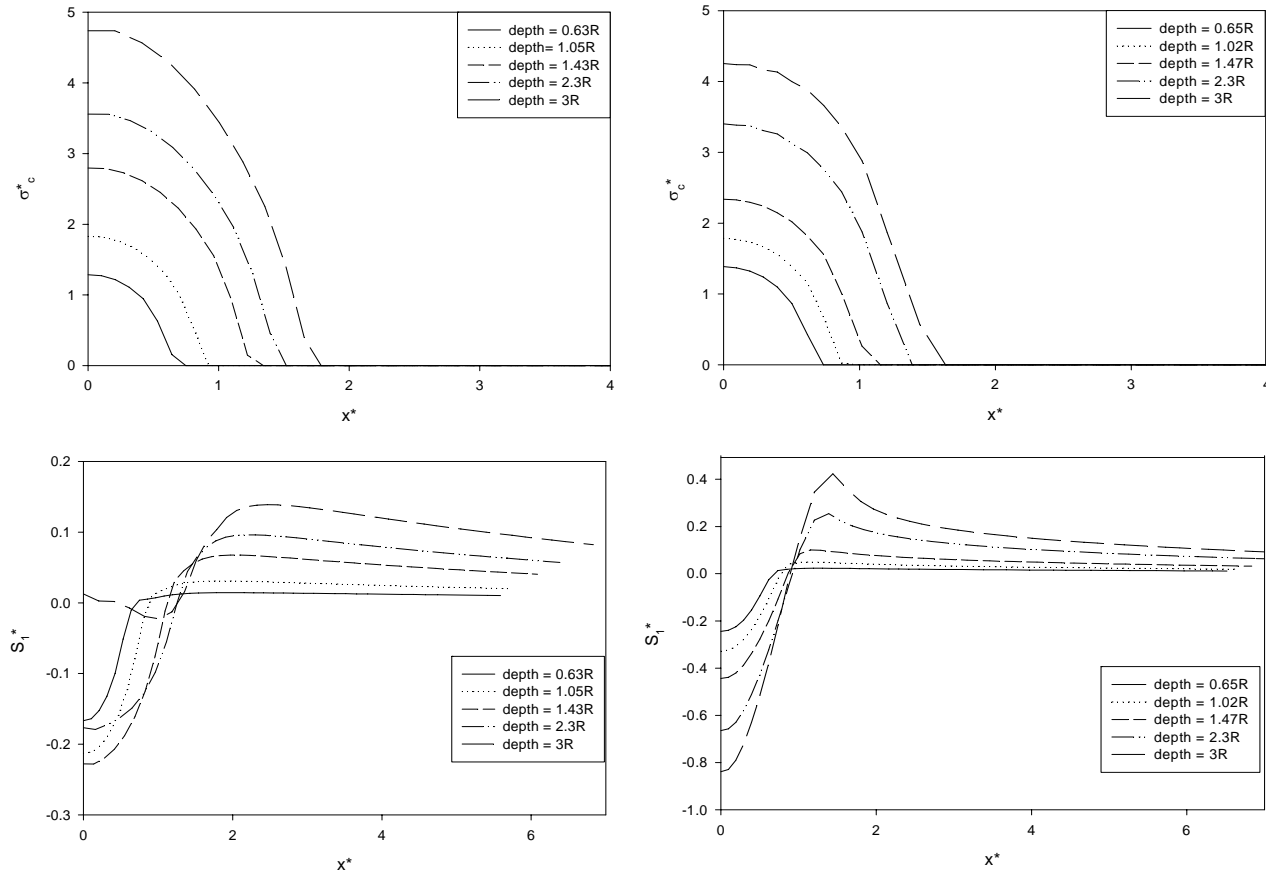 5
4
3
2
1
0
σ*c
0 1 2 3 4
x*
depth = 0.63R
depth= 1.05R
depth = 1.43R
depth = 2.3R
depth = 3R
5
4
3
2
1
0
σc*
0 1 2 3 4
x*
depth = 0.65R
depth = 1.02R
depth = 1.47R
depth = 2.3R
depth = 3R
0.2
0.1
0.0
-0.1
-0.2
-0.3
S1*
0 2 4 6
x*
depth = 0.63R
depth = 1.05R
depth = 1.43R
depth = 2.3R
depth = 3R
0.4
0.2
0.0
-0.2
-0.4
-0.6
-0.8
-1.0
S1*
0 2 4 6
x*
depth = 0.65R
depth = 1.02R
depth = 1.47R
depth = 2.3R
depth = 3R